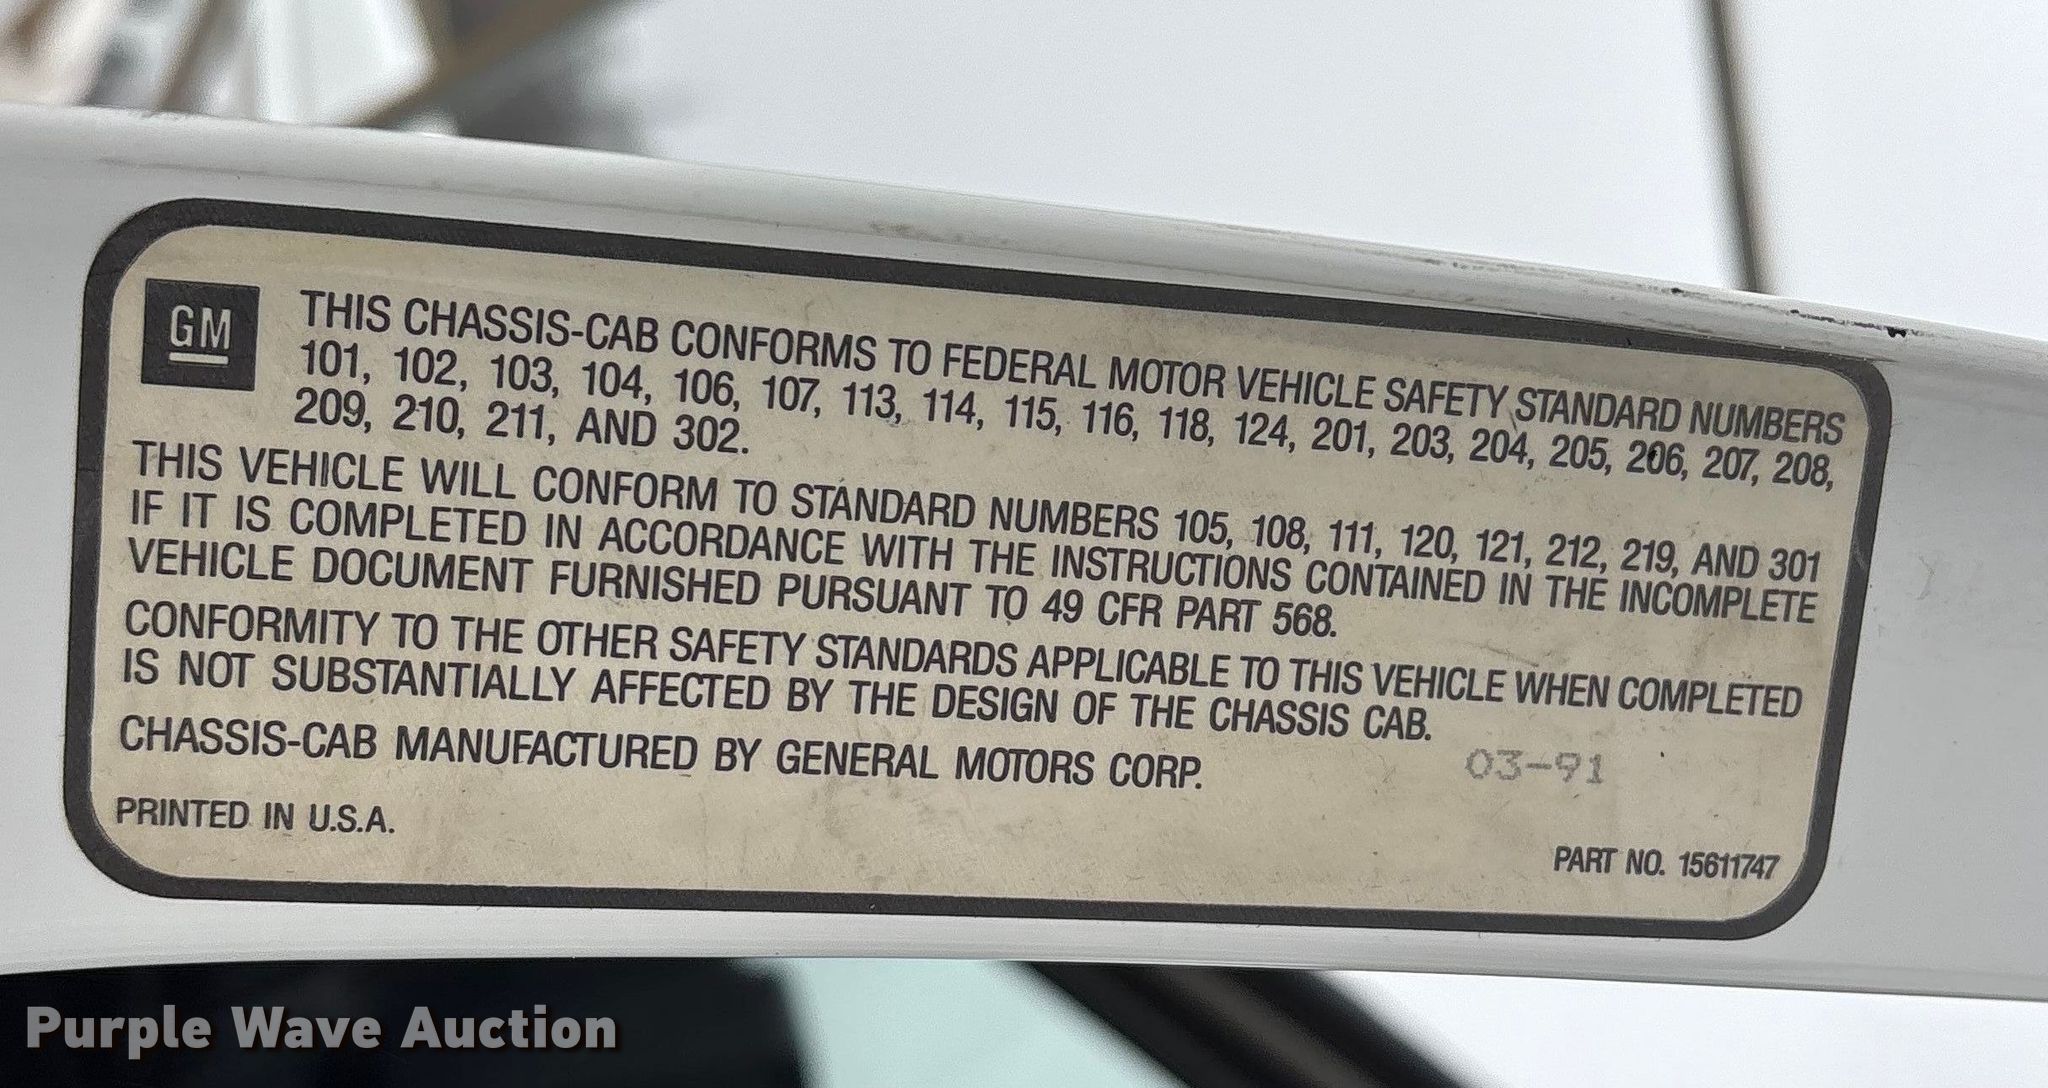 GM
THIS CHASSIS-CAB CONFORMS TO FEDERAL MOTOR VEHICLE SAFETY STANDARD NUMBERS
101, 102, 103, 104, 106, 107, 113, 114, 115, 116, 118, 124, 201, 203, 204, 205, 206, 207, 208,
209, 210, 211, AND 302.
THIS VEHICLE WILL CONFORM TO STANDARD NUMBERS 105, 108, 111, 120, 121, 212, 219, AND 301
IF IT IS COMPLETED IN ACCORDANCE WITH THE INSTRUCTIONS CONTAINED IN THE INCOMPLETE
VEHICLE DOCUMENT FURNISHED PURSUANT TO 49 CFR PART 568.
CONFORMITY TO THE OTHER SAFETY STANDARDS APPLICABLE TO THIS VEHICLE WHEN COMPLETED
IS NOT SUBSTANTIALLY AFFECTED BY THE DESIGN OF THE CHASSIS CAB.
CHASSIS-CAB MANUFACTURED BY GENERAL MOTORS CORP. 03-91
PRINTED IN U.S.A.
PART NO. 15611747
Purple Wave Auction